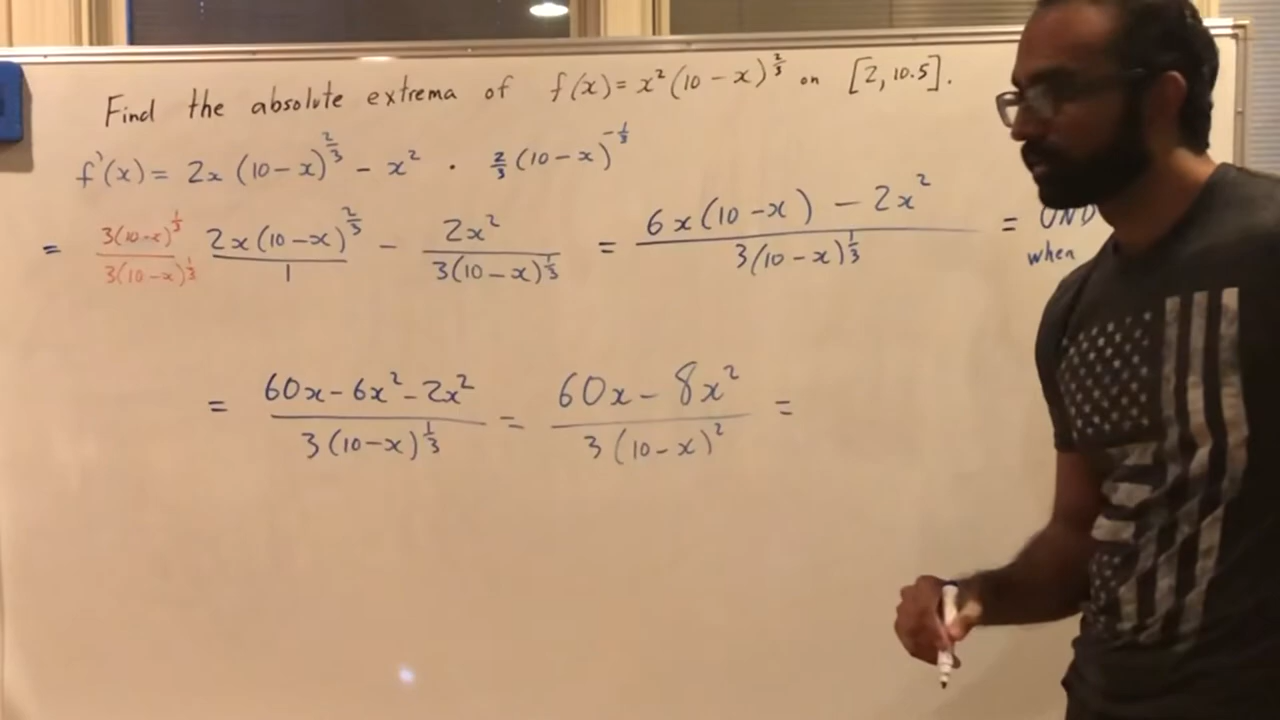 Find the absolute extrema of f(x) = x²(10 - x)^(2/3) on [2, 10.5].
f'(x) = 2x (10-x)^(2/3) - x² · 2/3 (10-x)^(-1/3)
= 3(10-x)^(1/3) / 3(10-x)^(1/3) 2x(10-x)^(2/3) / 1 - 2x² / 3(10-x)^(1/3) = 6x(10-x) - 2x² / 3(10-x)^(1/3) = UND when
= 60x - 6x² - 2x² / 3(10-x)^(1/3) = 60x - 8x² / 3(10-x)² =